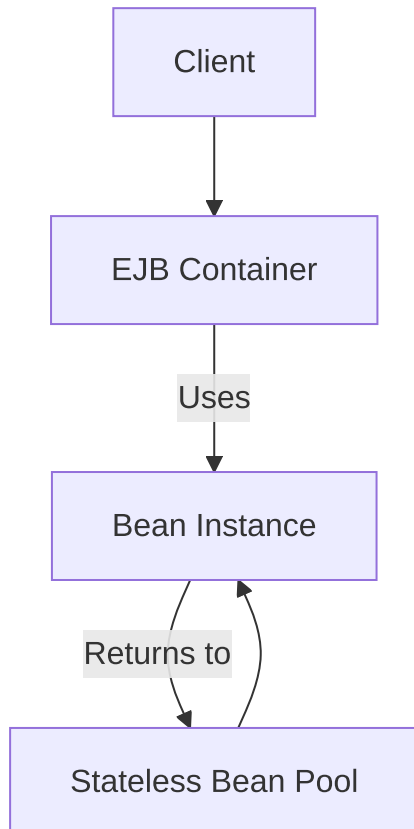 Client
EJB Container
Uses
Bean Instance
Returns to
Stateless Bean Pool